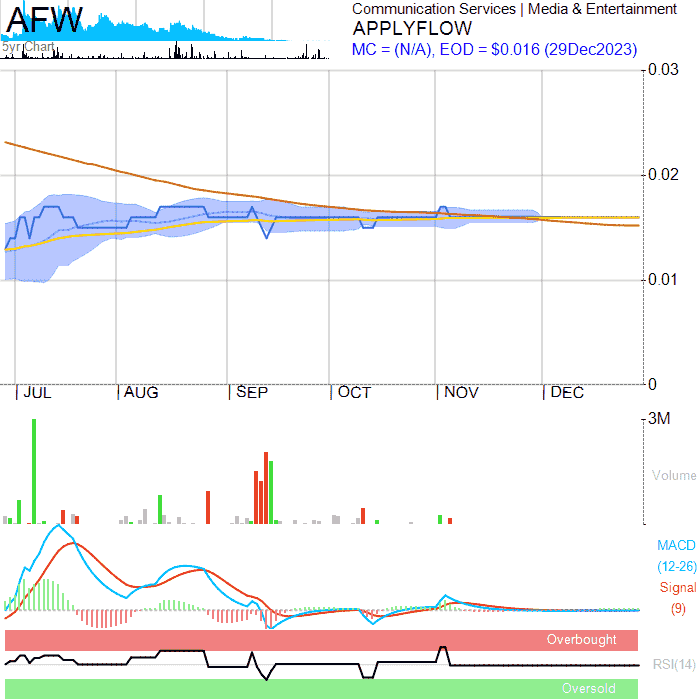 AFW
5yr Chart
Communication Services | Media & Entertainment
APPLYFLOW
MC = (N/A), EOD = $0.016 (29Dec2023)
0.03
0.02
0.01
0
JUL AUG SEP OCT NOV DEC
3M
Volume
MACD
(12-26)
Signal
(9)
Overbought
RSI(14)
Oversold